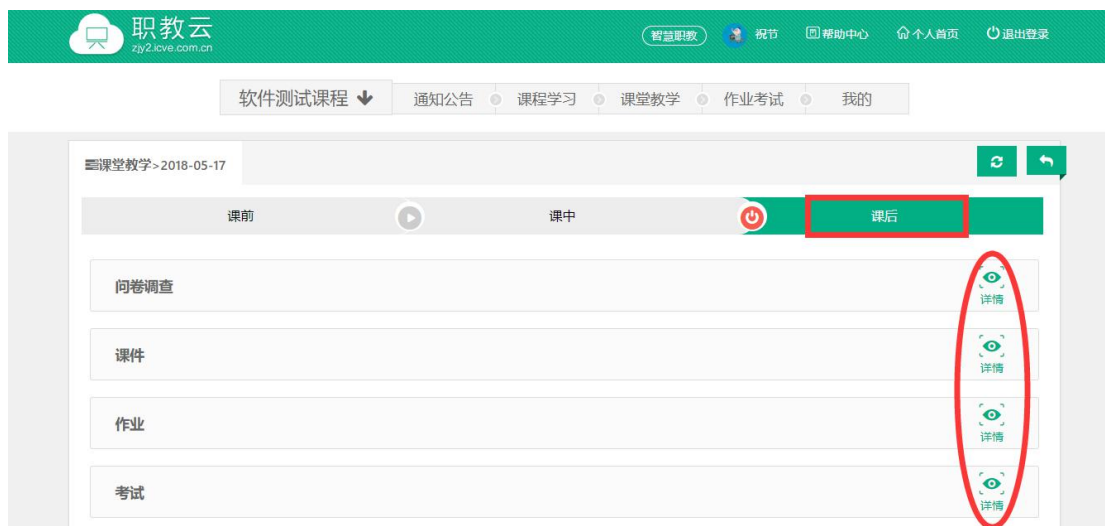 职教云
zjy2.icve.com.cn
智慧职教 祝节 帮助中心 个人首页 退出登录
软件测试课程 通知公告 课程学习 课堂教学 作业考试 我的
课堂教学>2018-05-17
课前 课中 课后
问卷调查 详情
课件 详情
作业 详情
考试 详情